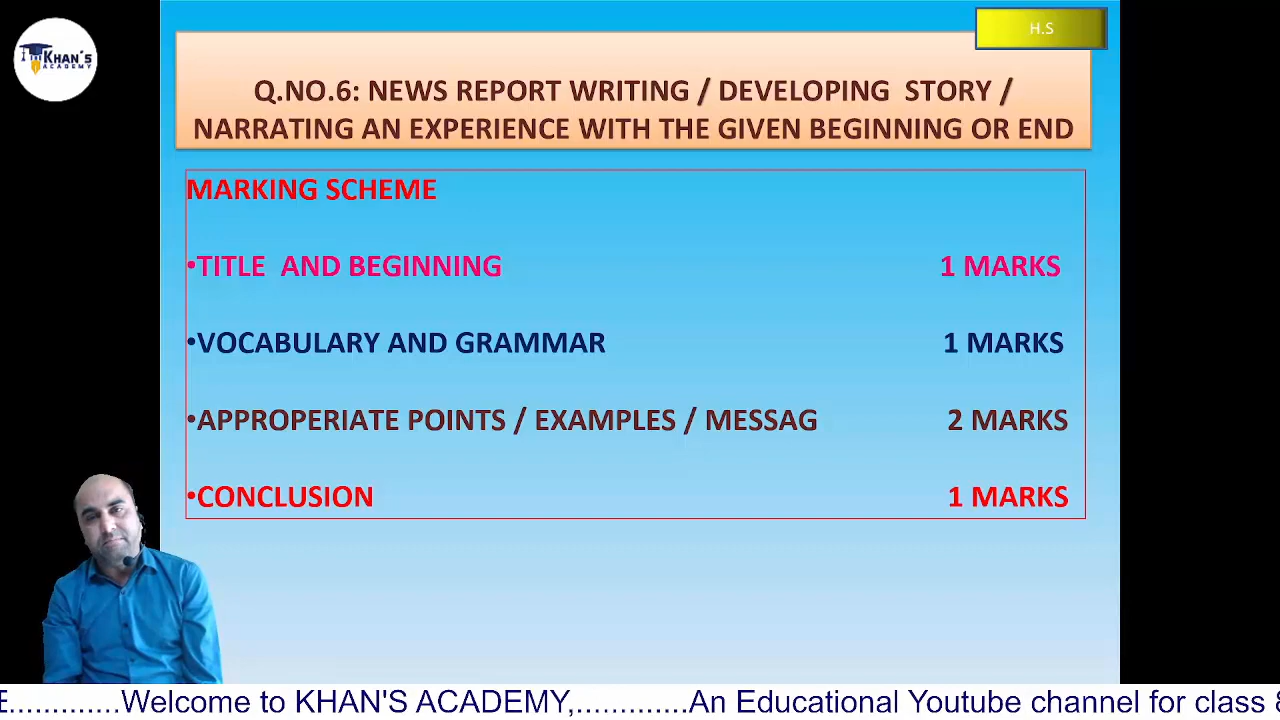 H.S
KHAN'S
ACADEMY
Q.NO.6: NEWS REPORT WRITING / DEVELOPING STORY /
NARRATING AN EXPERIENCE WITH THE GIVEN BEGINNING OR END
MARKING SCHEME
•TITLE AND BEGINNING 1 MARKS
•VOCABULARY AND GRAMMAR 1 MARKS
•APPROPERIATE POINTS / EXAMPLES / MESSAG 2 MARKS
•CONCLUSION 1 MARKS
E.............Welcome to KHAN'S ACADEMY,.............An Educational Youtube channel for class 8